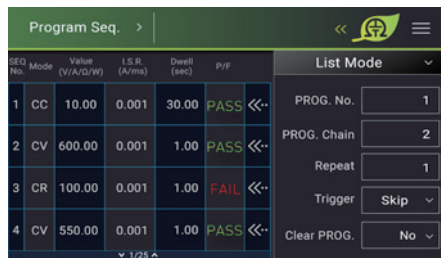 Program Seq. >
«
SEQ No. Mode Value (V/A/Ω/W) I.S.R. (A/ms) Dwell (sec) P/F
1 CC 10.00 0.001 30.00 PASS
2 CV 600.00 0.001 1.00 PASS
3 CR 100.00 0.001 1.00 FAIL
4 CV 550.00 0.001 1.00 PASS
1/25
List Mode
PROG. No. 1
PROG. Chain 2
Repeat 1
Trigger Skip
Clear PROG. No